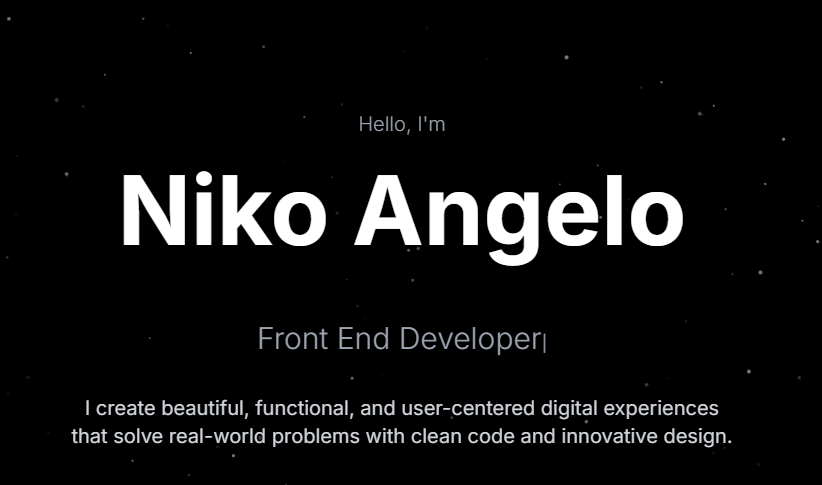 Hello, I'm
Niko Angelo
Front End Developer|
I create beautiful, functional, and user-centered digital experiences
that solve real-world problems with clean code and innovative design.